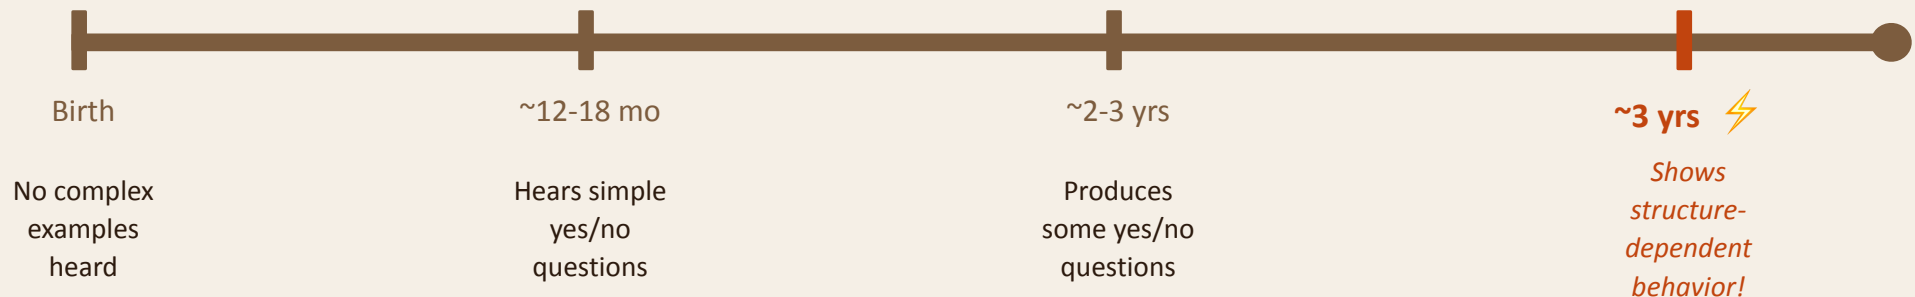 Birth
No complex
examples
heard
~12-18 mo
Hears simple
yes/no
questions
~2-3 yrs
Produces
some yes/no
questions
~3 yrs ⚡
Shows
structure-
dependent
behavior!